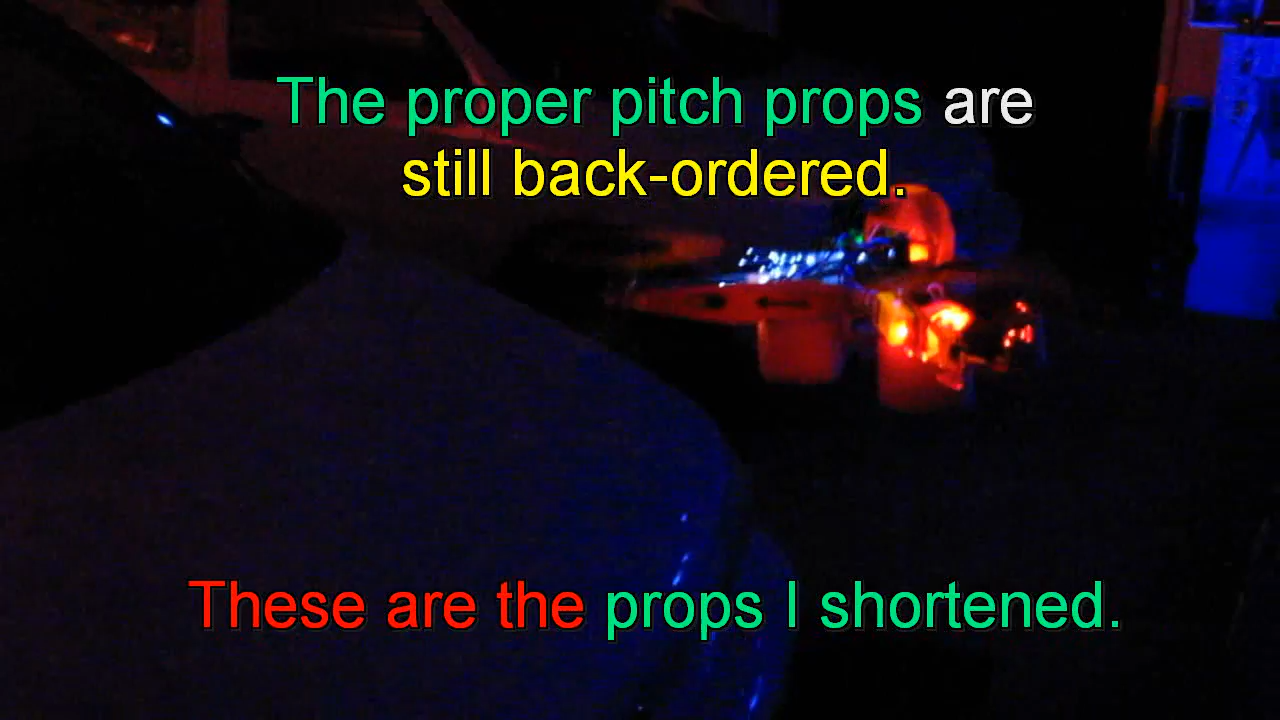 The proper pitch props are
still back-ordered.
These are the props I shortened.